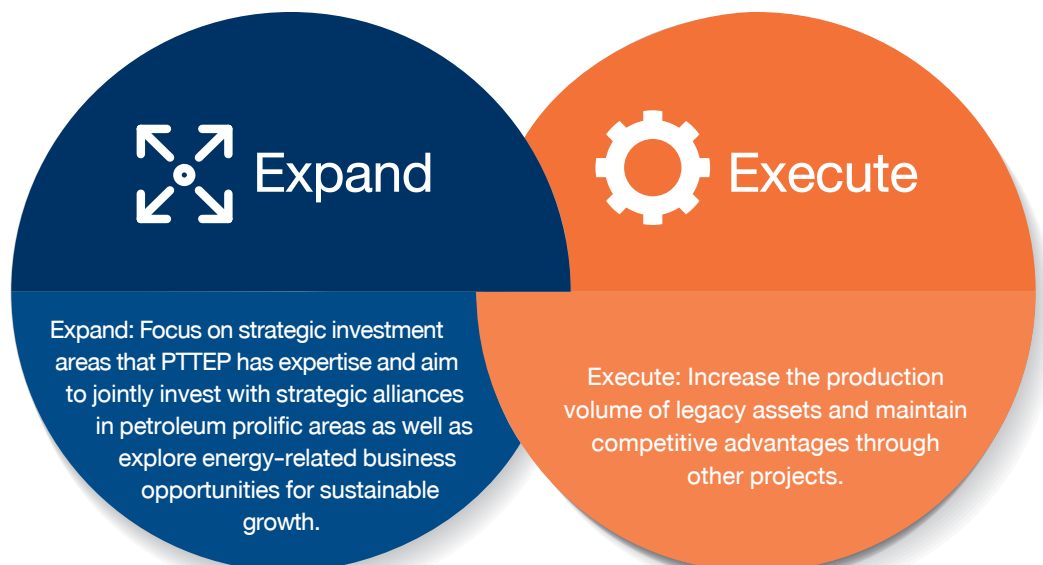 Expand
Execute
Expand: Focus on strategic investment
areas that PTTEP has expertise and aim
to jointly invest with strategic alliances
in petroleum prolific areas as well as
explore energy-related business
opportunities for sustainable
growth.
Execute: Increase the production
volume of legacy assets and maintain
competitive advantages through
other projects.